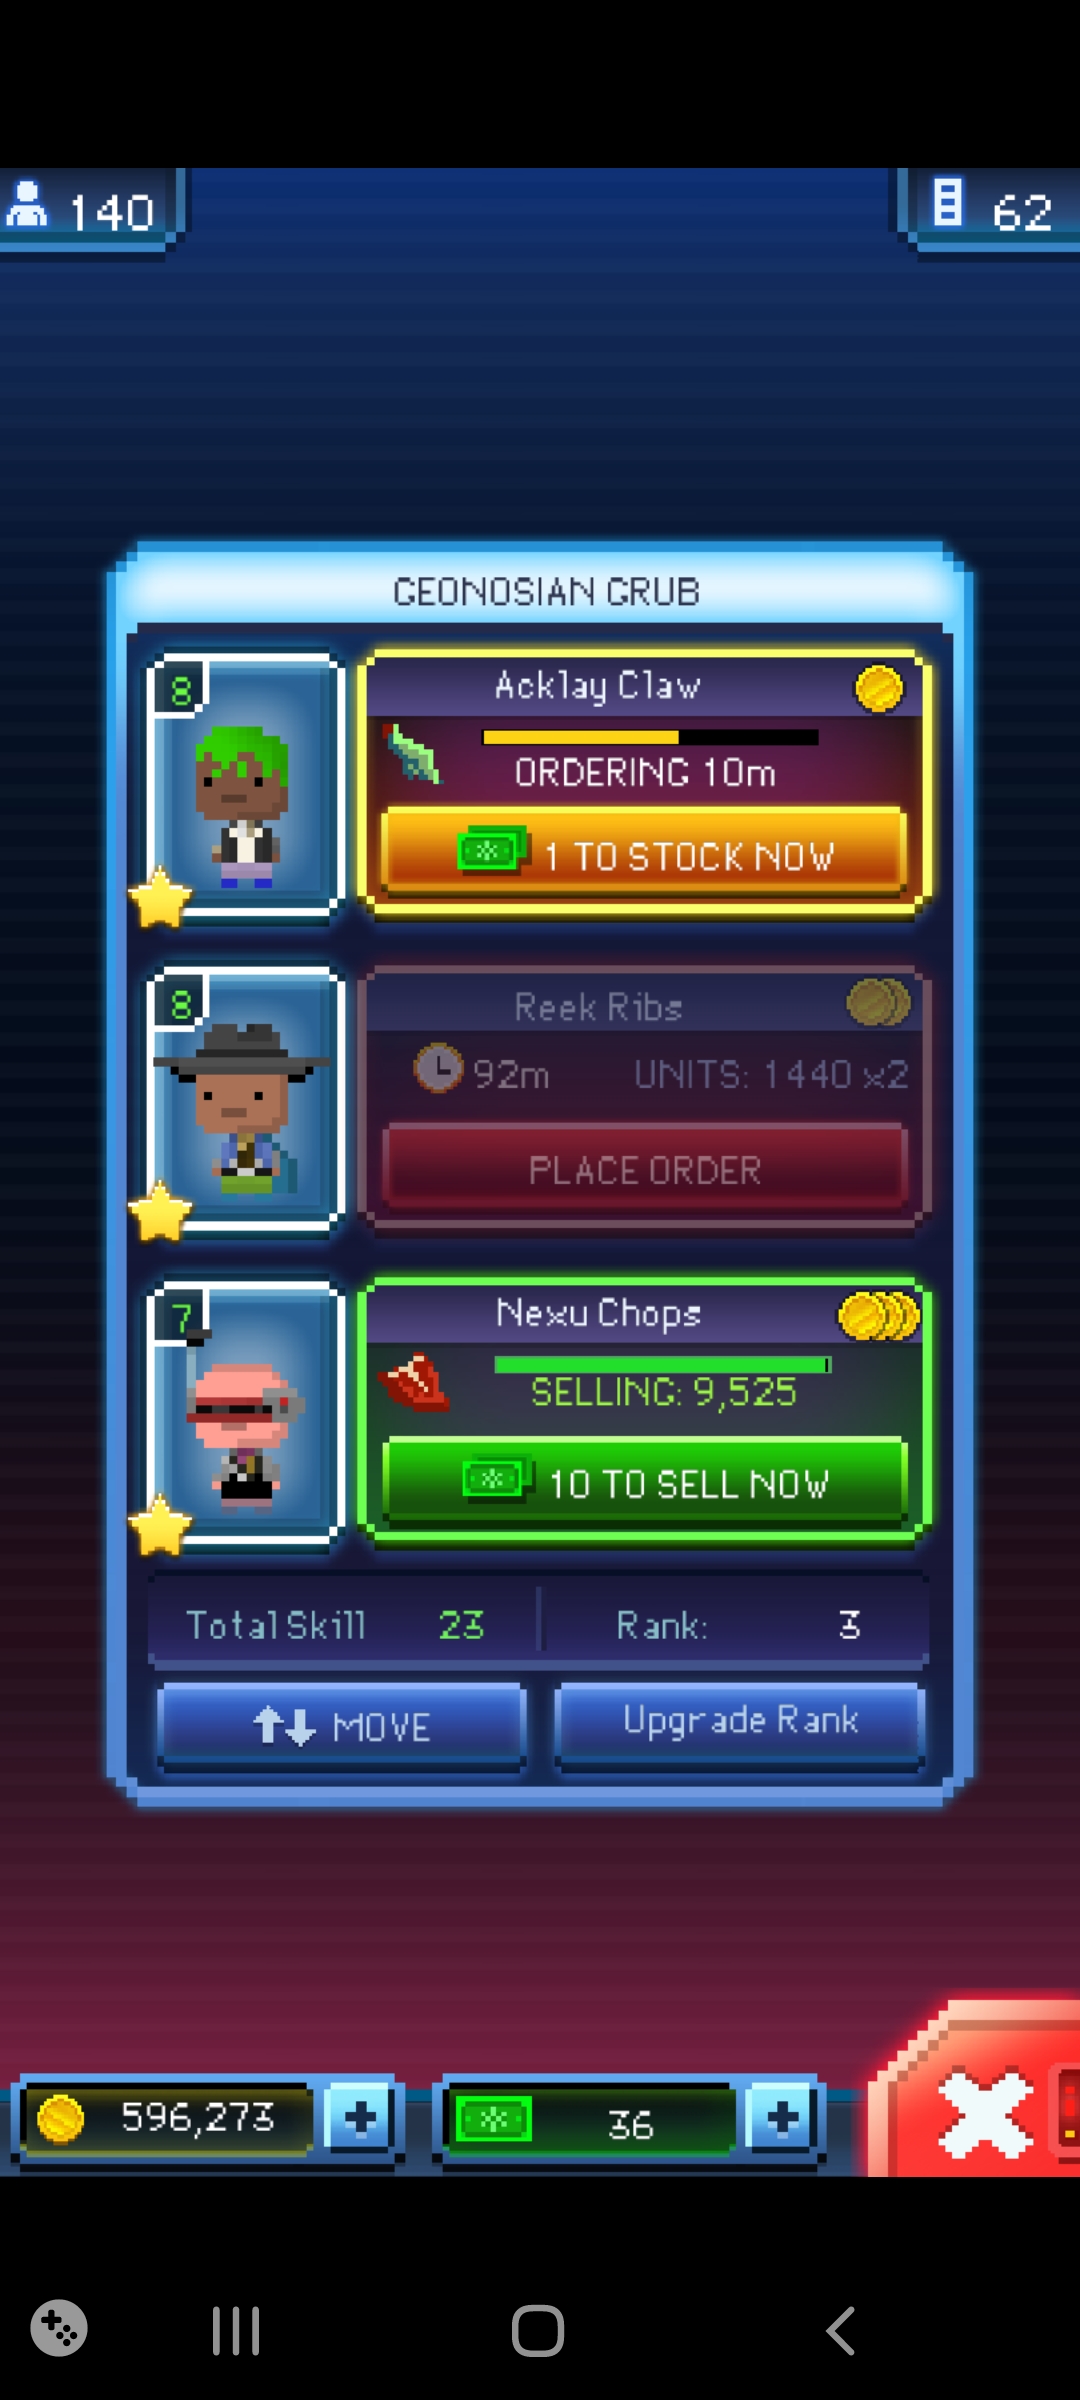 140
62
GEONOSIAN GRUB
8
Acklay Claw
ORDERING 10m
1 TO STOCK NOW
8
Reek Ribs
92m UNITS: 1440 x2
PLACE ORDER
7
Nexu Chops
SELLING: 9,525
10 TO SELL NOW
Total Skill 23 Rank: 3
MOVE Upgrade Rank
596,273 36